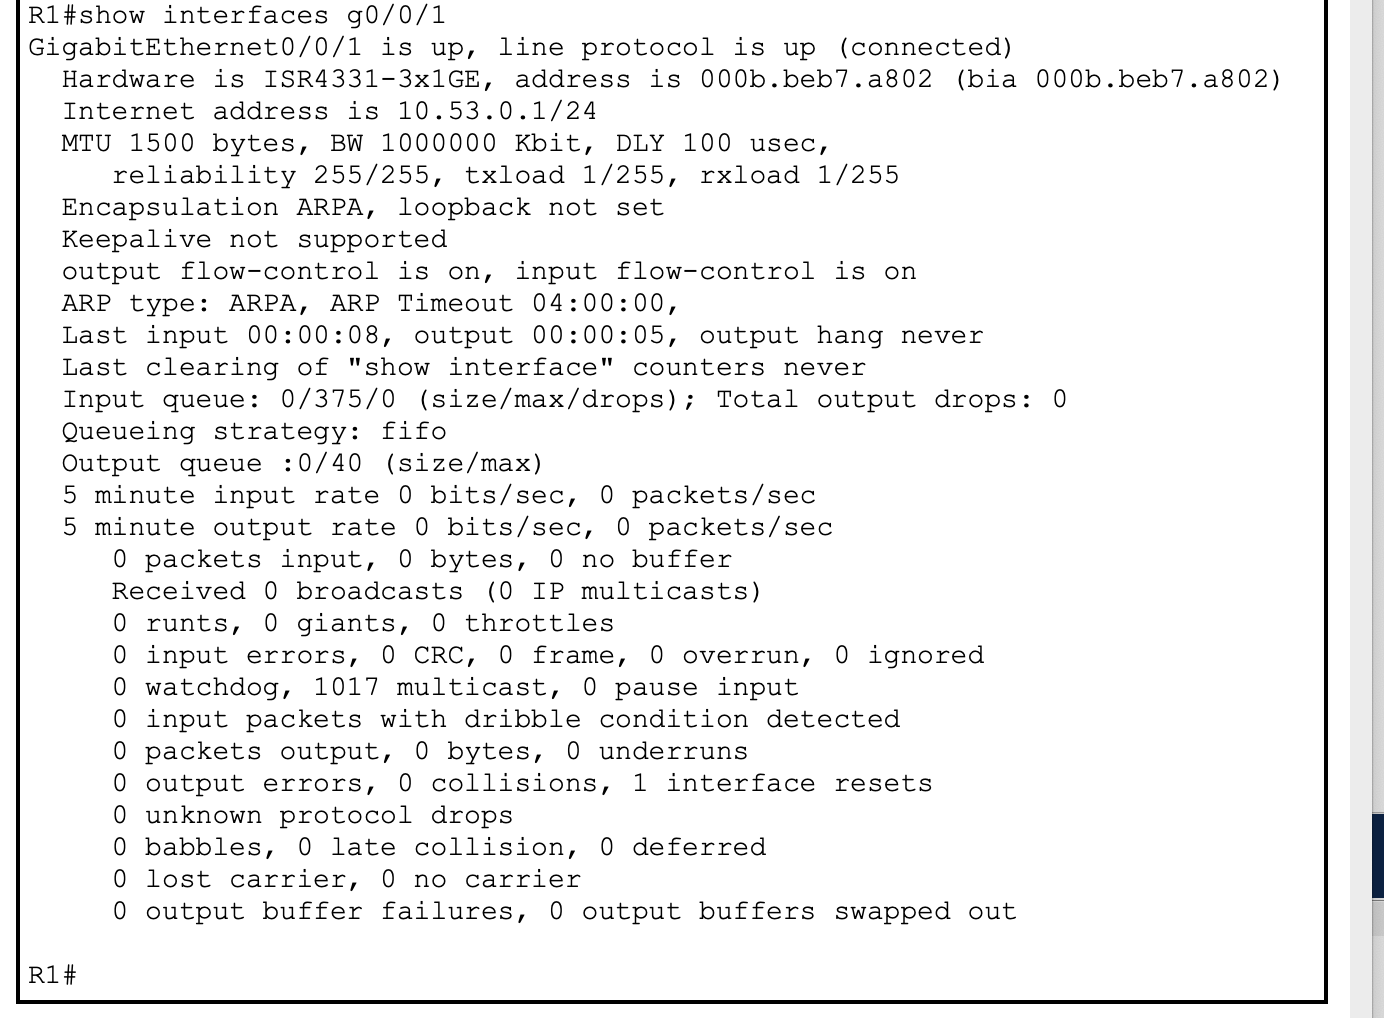 R1#show interfaces g0/0/1
GigabitEthernet0/0/1 is up, line protocol is up (connected)
Hardware is ISR4331-3x1GE, address is 000b.beb7.a802 (bia 000b.beb7.a802)
Internet address is 10.53.0.1/24
MTU 1500 bytes, BW 1000000 Kbit, DLY 100 usec,
reliability 255/255, txload 1/255, rxload 1/255
Encapsulation ARPA, loopback not set
Keepalive not supported
output flow-control is on, input flow-control is on
ARP type: ARPA, ARP Timeout 04:00:00,
Last input 00:00:08, output 00:00:05, output hang never
Last clearing of "show interface" counters never
Input queue: 0/375/0 (size/max/drops); Total output drops: 0
Queueing strategy: fifo
Output queue :0/40 (size/max)
5 minute input rate 0 bits/sec, 0 packets/sec
5 minute output rate 0 bits/sec, 0 packets/sec
0 packets input, 0 bytes, 0 no buffer
Received 0 broadcasts (0 IP multicasts)
0 runts, 0 giants, 0 throttles
0 input errors, 0 CRC, 0 frame, 0 overrun, 0 ignored
0 watchdog, 1017 multicast, 0 pause input
0 input packets with dribble condition detected
0 packets output, 0 bytes, 0 underruns
0 output errors, 0 collisions, 1 interface resets
0 unknown protocol drops
0 babbles, 0 late collision, 0 deferred
0 lost carrier, 0 no carrier
0 output buffer failures, 0 output buffers swapped out
R1#